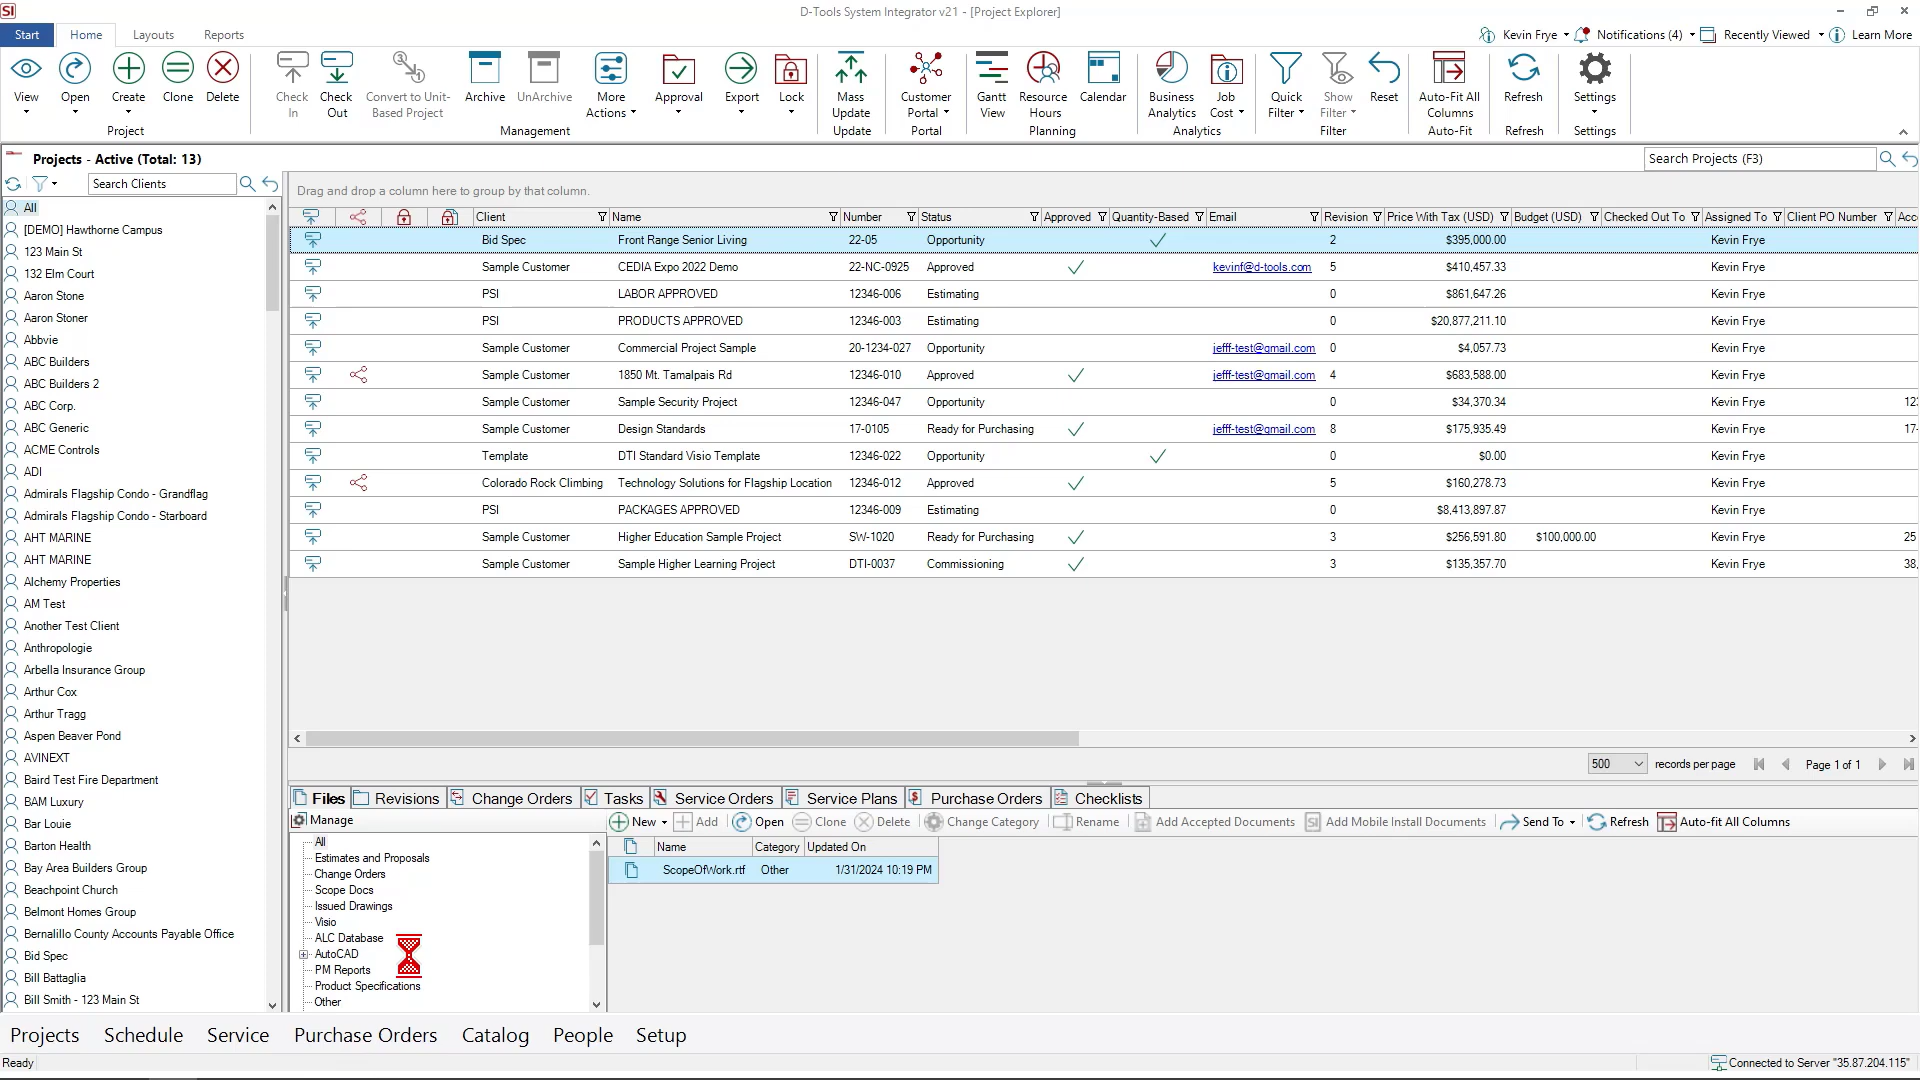 SI D-Tools System Integrator v21 - [Project Explorer]
Start Home Layouts Reports Kevin Frye Notifications (4) Recently Viewed Learn More
View Open Create Clone Delete Check In Check Out Convert to Unit-Based Project Archive UnArchive More Actions Approval Export Lock Mass Update Customer Portal Gantt View Resource Hours Calendar Business Analytics Job Cost Quick Filter Show Filter Reset Auto-Fit All Columns Refresh Settings
Project Management Update Portal Planning Analytics Filter Auto-Fit Refresh Settings
Projects - Active (Total: 13) Search Projects (F3)
Search Clients
All
[DEMO] Hawthorne Campus
123 Main St
132 Elm Court
Aaron Stone
Aaron Stoner
Abbvie
ABC Builders
ABC Builders 2
ABC Corp.
ABC Generic
ACME Controls
ADI
Admirals Flagship Condo - Grandflag
Admirals Flagship Condo - Starboard
AHT MARINE
AHT MARINE
Alchemy Properties
AM Test
Another Test Client
Anthropologie
Arbella Insurance Group
Arthur Cox
Arthur Tragg
Aspen Beaver Pond
AVINEXT
Baird Test Fire Department
BAM Luxury
Bar Louie
Barton Health
Bay Area Builders Group
Beachpoint Church
Belmont Homes Group
Bernalillo County Accounts Payable Office
Bid Spec
Bill Battaglia
Bill Smith - 123 Main St
Drag and drop a column here to group by that column.
Client Name Number Status Approved Quantity-Based Email Revision Price With Tax (USD) Budget (USD) Checked Out To Assigned To Client PO Number Acc
Bid Spec Front Range Senior Living 22-05 Opportunity 2 $395,000.00 Kevin Frye
Sample Customer CEDIA Expo 2022 Demo 22-NC-0925 Approved kevinf@d-tools.com 5 $410,457.33 Kevin Frye
PSI LABOR APPROVED 12346-006 Estimating 0 $861,647.26 Kevin Frye
PSI PRODUCTS APPROVED 12346-003 Estimating 0 $20,877,211.10 Kevin Frye
Sample Customer Commercial Project Sample 20-1234-027 Opportunity jefff-test@gmail.com 0 $4,057.73 Kevin Frye
Sample Customer 1850 Mt. Tamalpais Rd 12346-010 Approved jefff-test@gmail.com 4 $683,588.00 Kevin Frye
Sample Customer Sample Security Project 12346-047 Opportunity 0 $34,370.34 Kevin Frye 12
Sample Customer Design Standards 17-0105 Ready for Purchasing jefff-test@gmail.com 8 $175,935.49 Kevin Frye 17-
Template DTI Standard Visio Template 12346-022 Opportunity 0 $0.00 Kevin Frye
Colorado Rock Climbing Technology Solutions for Flagship Location 12346-012 Approved 5 $160,278.73 Kevin Frye
PSI PACKAGES APPROVED 12346-009 Estimating 0 $8,413,897.87 Kevin Frye
Sample Customer Higher Education Sample Project SW-1020 Ready for Purchasing 3 $256,591.80 $100,000.00 Kevin Frye 25
Sample Customer Sample Higher Learning Project DTI-0037 Commissioning 3 $135,357.70 Kevin Frye 38,
500 records per page Page 1 of 1
Files Revisions Change Orders Tasks Service Orders Service Plans Purchase Orders Checklists
Manage
New Add Open Clone Delete Change Category Rename Add Accepted Documents SI Add Mobile Install Documents Send To Refresh Auto-fit All Columns
All
Estimates and Proposals
Change Orders
Scope Docs
Issued Drawings
Visio
ALC Database
AutoCAD
PM Reports
Product Specifications
Other
Name Category Updated On
ScopeOfWork.rtf Other 1/31/2024 10:19 PM
Projects Schedule Service Purchase Orders Catalog People Setup
Ready Connected to Server "35.87.204.115"